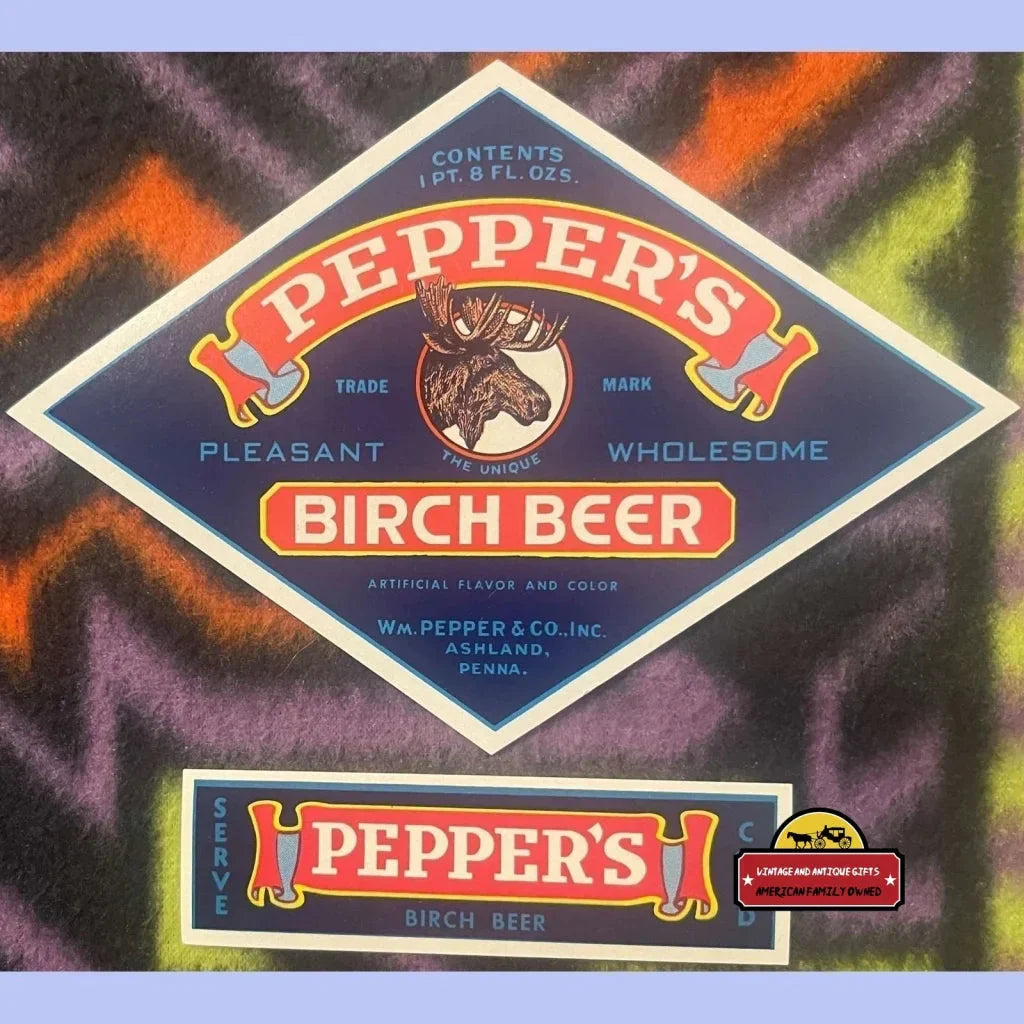 CONTENTS
1 PT. 8 FL. OZS.
PEPPER'S
TRADE MARK
PLEASANT WHOLESOME
THE UNIQUE
BIRCH BEER
ARTIFICIAL FLAVOR AND COLOR
WM. PEPPER & CO., INC.
ASHLAND,
PENNA.
SERVE
PEPPER'S
BIRCH BEER
VINTAGE AND ANTIQUE GIFTS
AMERICAN FAMILY OWNED